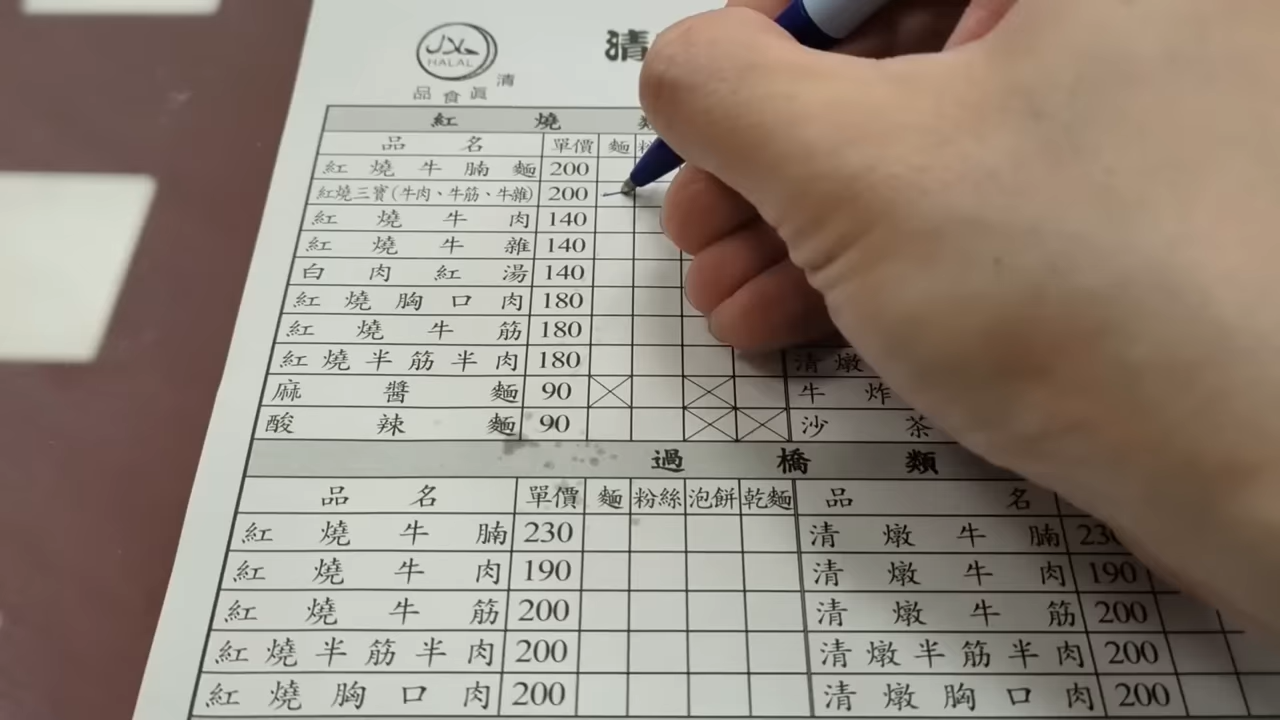 حلال
HALAL
清
品食眞
清
紅燒
品名 單價 麵
紅燒牛腩麵 200
紅燒三寶(牛肉、牛筋、牛雜) 200
紅燒牛肉 140
紅燒牛雜 140
白肉紅湯 140
紅燒胸口肉 180
紅燒牛筋 180
紅燒半筋半肉 180 清燉
麻醬麵 90 牛炸
酸辣麵 90 沙茶
過橋類
品名 單價 麵 粉絲 泡餅 乾麵 品名
紅燒牛腩 230 清燉牛腩 230
紅燒牛肉 190 清燉牛肉 190
紅燒牛筋 200 清燉牛筋 200
紅燒半筋半肉 200 清燉半筋半肉 200
紅燒胸口肉 200 清燉胸口肉 200